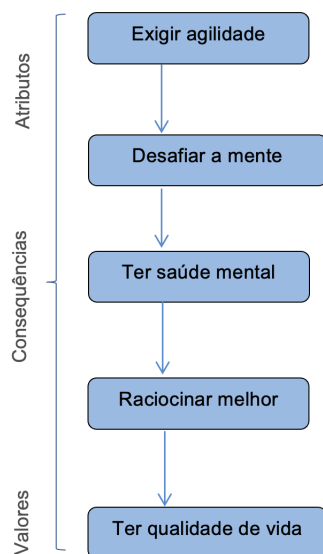 Atributos
Exigir agilidade
Desafiar a mente
Consequências
Ter saúde mental
Raciocinar melhor
Valores
Ter qualidade de vida